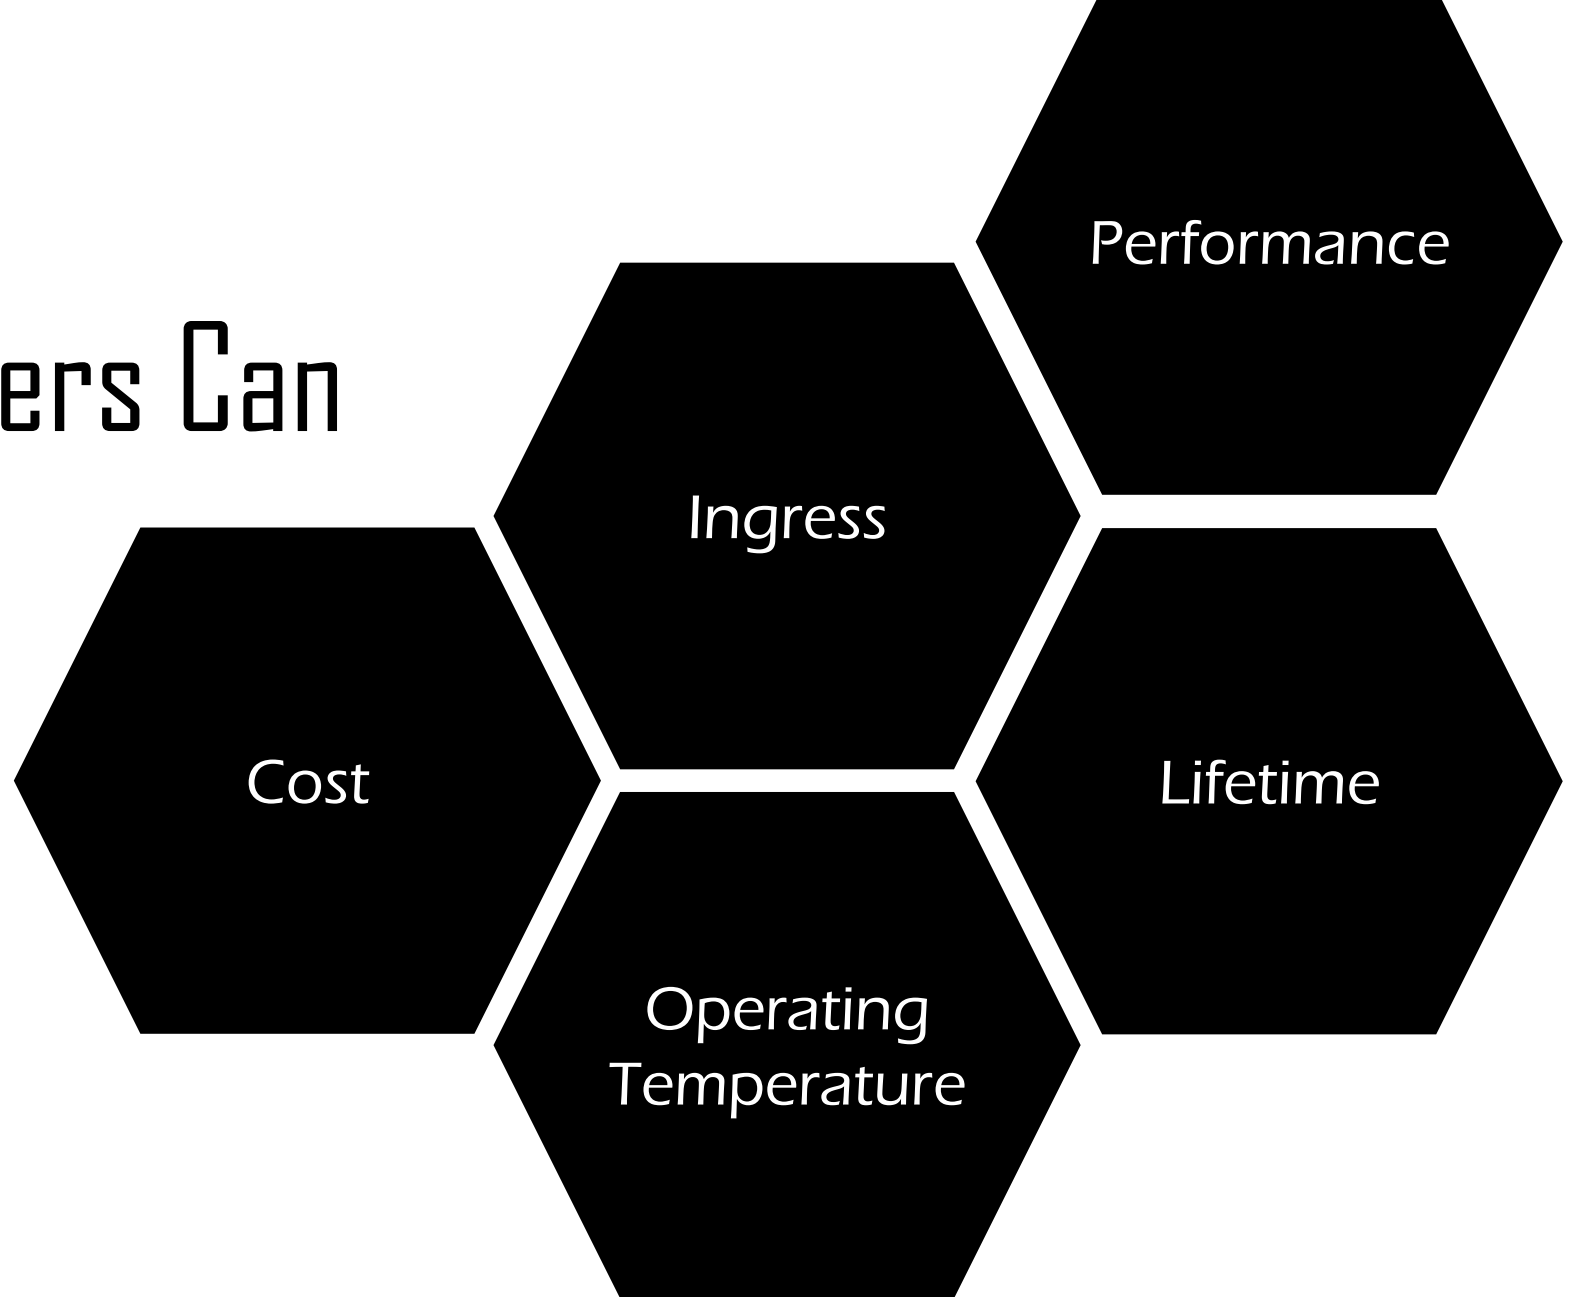 ers Can
Performance
Ingress
Cost
Lifetime
Operating
Temperature